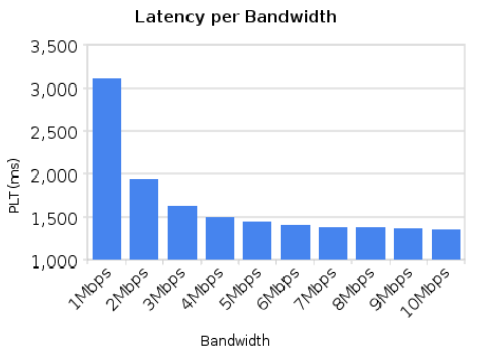 Latency per Bandwidth
3,500
3,000
2,500
2,000
1,500
1,000
PLT (ms)
1Mbps
2Mbps
3Mbps
4Mbps
5Mbps
6Mbps
7Mbps
8Mbps
9Mbps
10Mbps
Bandwidth